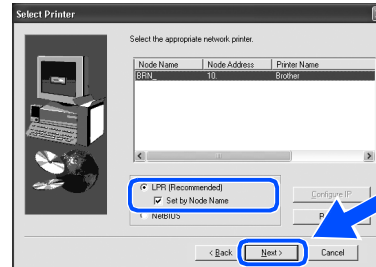 Select Printer
Select the appropriate network printer.
Node Name Node Address Printer Name
BRN_ 10. Brother
LPR (Recommended)
Set by Node Name
NetBIOS
Configure IP
< Back Next > Cancel